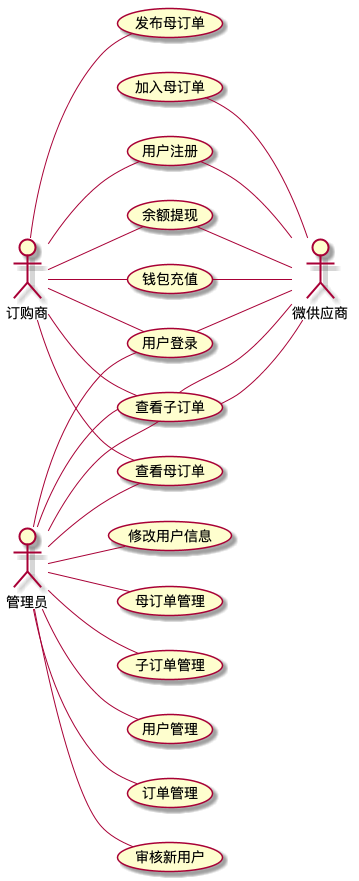 发布母订单
加入母订单
用户注册
余额提现
钱包充值
订购商
微供应商
用户登录
查看子订单
查看母订单
修改用户信息
管理员
母订单管理
子订单管理
用户管理
订单管理
审核新用户